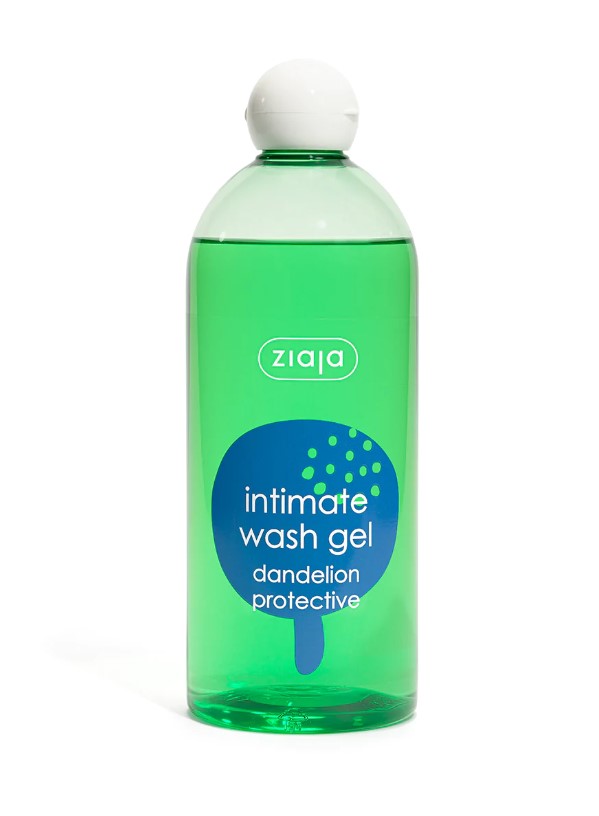 ziaja
intimate
wash gel
dandelion
protective